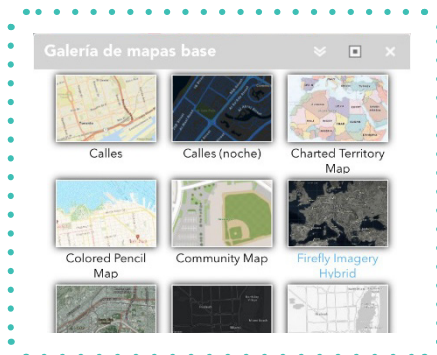 Galería de mapas base
Calles
Calles (noche)
Charted Territory
Map
Colored Pencil
Map
Community Map
Firefly Imagery
Hybrid